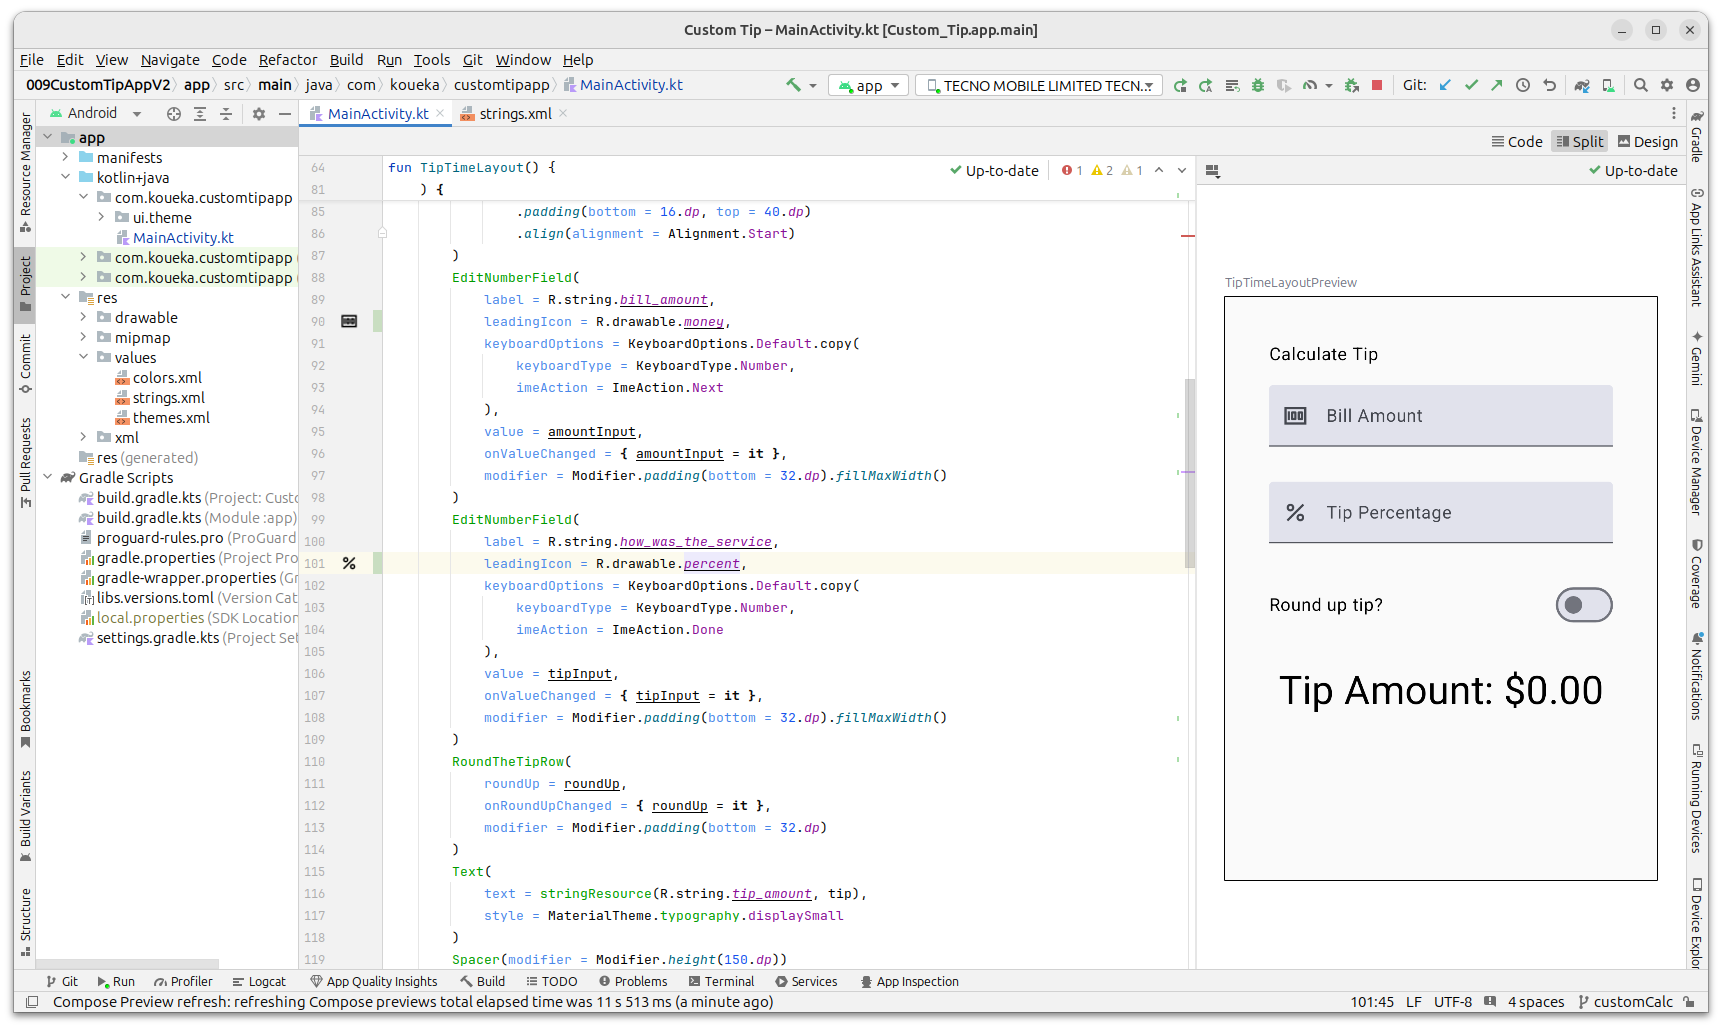 Custom Tip – MainActivity.kt [Custom_Tip.app.main]
File Edit View Navigate Code Refactor Build Run Tools Git Window Help
009CustomTipAppV2 app src main java com koueka customtipapp MainActivity.kt app TECNO MOBILE LIMITED TECN... Git:
Android
MainActivity.kt strings.xml
Code Split Design
Resource Manager
Project
Commit
Pull Requests
Bookmarks
Build Variants
Structure
app
manifests
kotlin+java
com.koueka.customtipapp
ui.theme
MainActivity.kt
com.koueka.customtipapp
com.koueka.customtipapp
res
drawable
mipmap
values
colors.xml
strings.xml
themes.xml
xml
res (generated)
Gradle Scripts
build.gradle.kts (Project: Custo
build.gradle.kts (Module :app)
proguard-rules.pro (ProGuard
gradle.properties (Project Pro
gradle-wrapper.properties (Gr
libs.versions.toml (Version Cat
local.properties (SDK Location
settings.gradle.kts (Project Set
Up-to-date 1 2 1
64 fun TipTimeLayout() {
81 ) {
85 .padding(bottom = 16.dp, top = 40.dp)
86 .align(alignment = Alignment.Start)
87 )
88 EditNumberField(
89 label = R.string.bill_amount,
90 leadingIcon = R.drawable.money,
91 keyboardOptions = KeyboardOptions.Default.copy(
92 keyboardType = KeyboardType.Number,
93 imeAction = ImeAction.Next
94 ),
95 value = amountInput,
96 onValueChanged = { amountInput = it },
97 modifier = Modifier.padding(bottom = 32.dp).fillMaxWidth()
98 )
99 EditNumberField(
100 label = R.string.how_was_the_service,
101 leadingIcon = R.drawable.percent,
102 keyboardOptions = KeyboardOptions.Default.copy(
103 keyboardType = KeyboardType.Number,
104 imeAction = ImeAction.Done
105 ),
106 value = tipInput,
107 onValueChanged = { tipInput = it },
108 modifier = Modifier.padding(bottom = 32.dp).fillMaxWidth()
109 )
110 RoundTheTipRow(
111 roundUp = roundUp,
112 onRoundUpChanged = { roundUp = it },
113 modifier = Modifier.padding(bottom = 32.dp)
114 )
115 Text(
116 text = stringResource(R.string.tip_amount, tip),
117 style = MaterialTheme.typography.displaySmall
118 )
119 Spacer(modifier = Modifier.height(150.dp))
Up-to-date
TipTimeLayoutPreview
Calculate Tip
Bill Amount
% Tip Percentage
Round up tip?
Tip Amount: $0.00
Gradle
App Links Assistant
Gemini
Device Manager
Coverage
Notifications
Running Devices
Device Explor
Git Run Profiler Logcat App Quality Insights Build TODO Problems Terminal Services App Inspection
Compose Preview refresh: refreshing Compose previews total elapsed time was 11 s 513 ms (a minute ago) 101:45 LF UTF-8 4 spaces customCalc